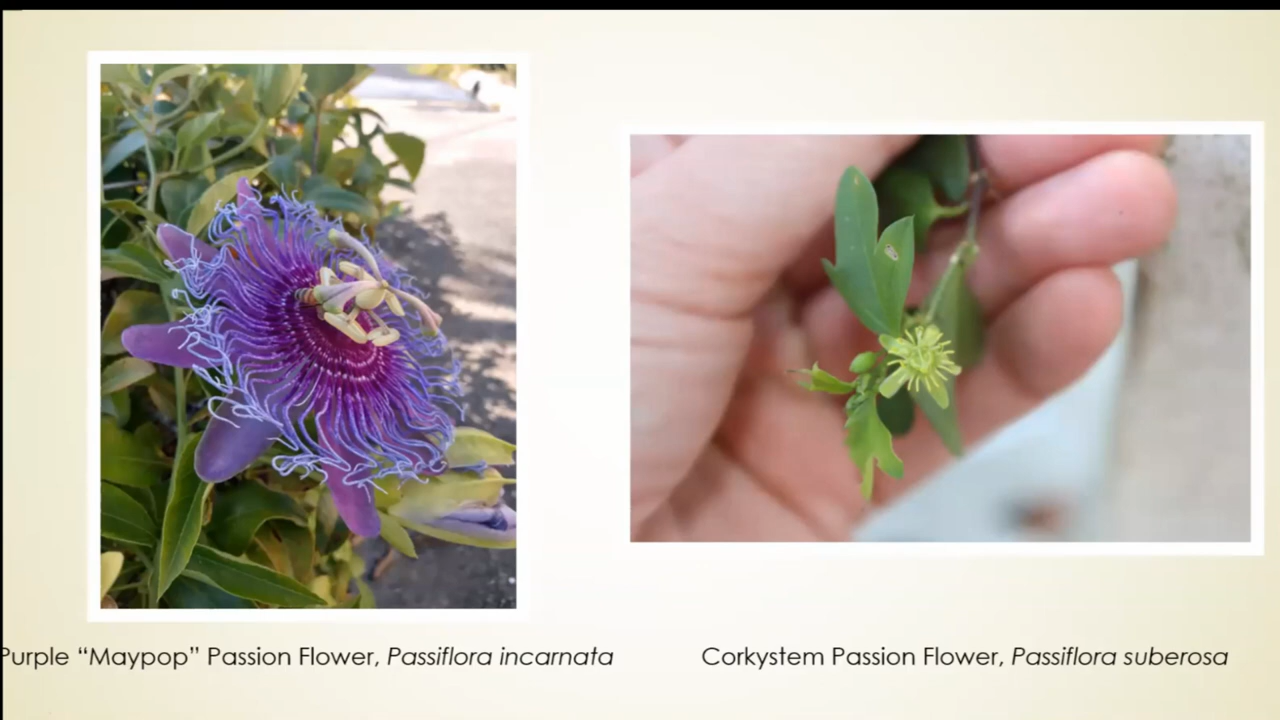 Purple “Maypop” Passion Flower, Passiflora incarnata
Corkystem Passion Flower, Passiflora suberosa